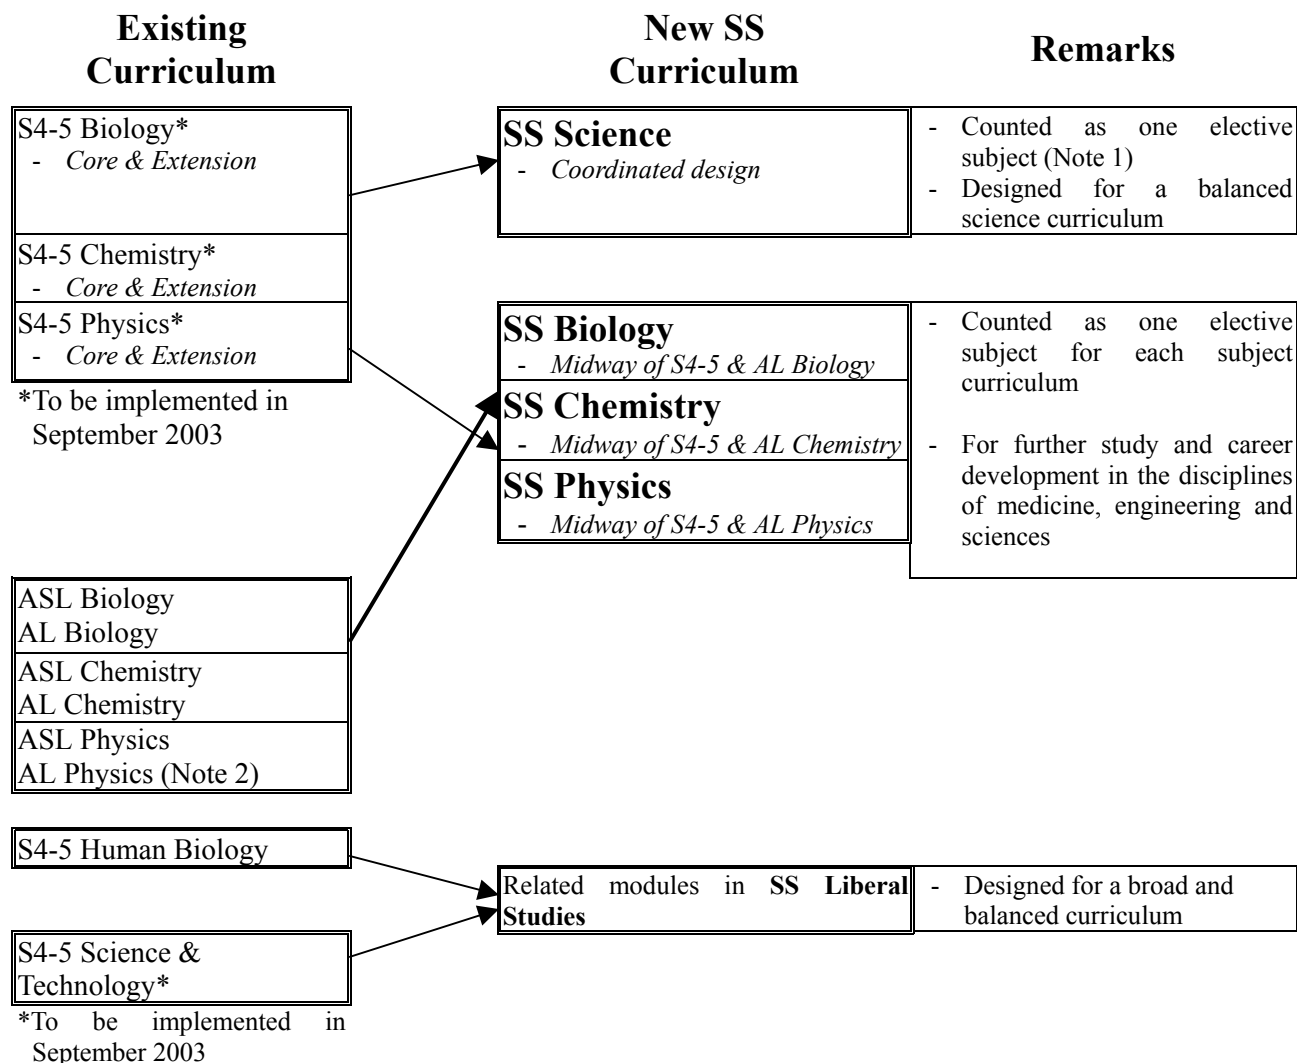 Existing
Curriculum
New SS
Curriculum
Remarks
S4-5 Biology*
- Core & Extension
S4-5 Chemistry*
- Core & Extension
S4-5 Physics*
- Core & Extension
*To be implemented in
September 2003
SS Science
- Coordinated design
- Counted as one elective
subject (Note 1)
- Designed for a balanced
science curriculum
SS Biology
- Midway of S4-5 & AL Biology
SS Chemistry
- Midway of S4-5 & AL Chemistry
SS Physics
- Midway of S4-5 & AL Physics
- Counted as one elective
subject for each subject
curriculum
- For further study and career
development in the disciplines
of medicine, engineering and
sciences
ASL Biology
AL Biology
ASL Chemistry
AL Chemistry
ASL Physics
AL Physics (Note 2)
S4-5 Human Biology
S4-5 Science &
Technology*
*To be implemented in
September 2003
Related modules in SS Liberal
Studies
- Designed for a broad and
balanced curriculum